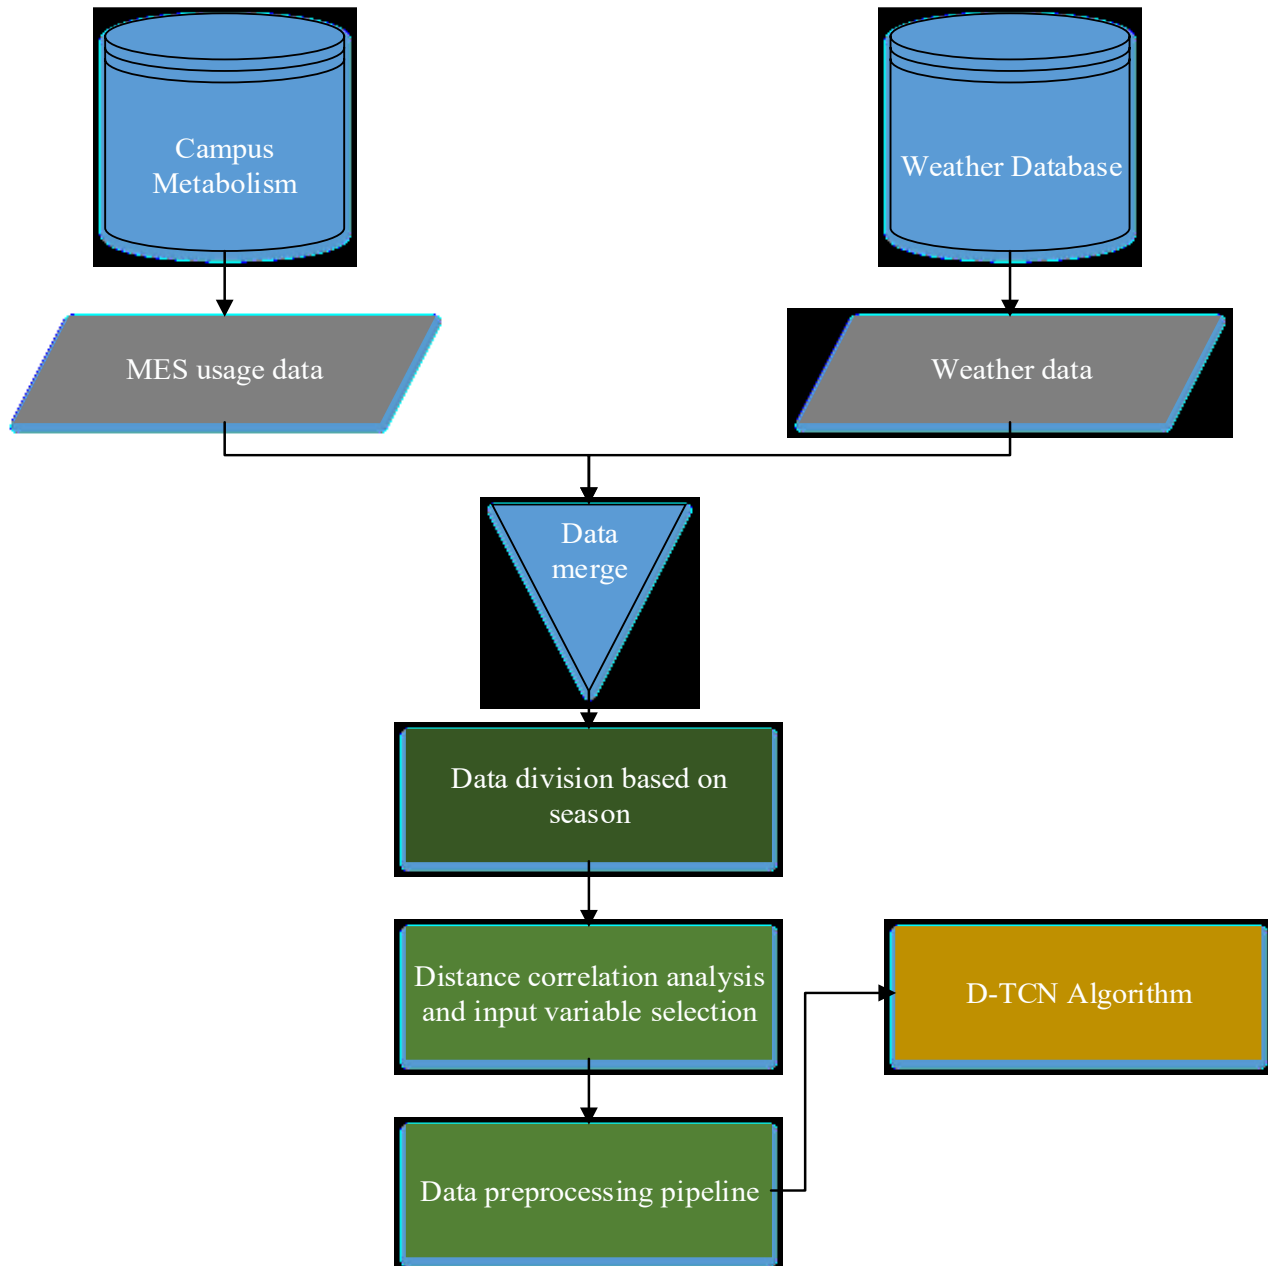 Campus
Metabolism
Weather Database
MES usage data
Weather data
Data
merge
Data division based on
season
Distance correlation analysis
and input variable selection
D-TCN Algorithm
Data preprocessing pipeline